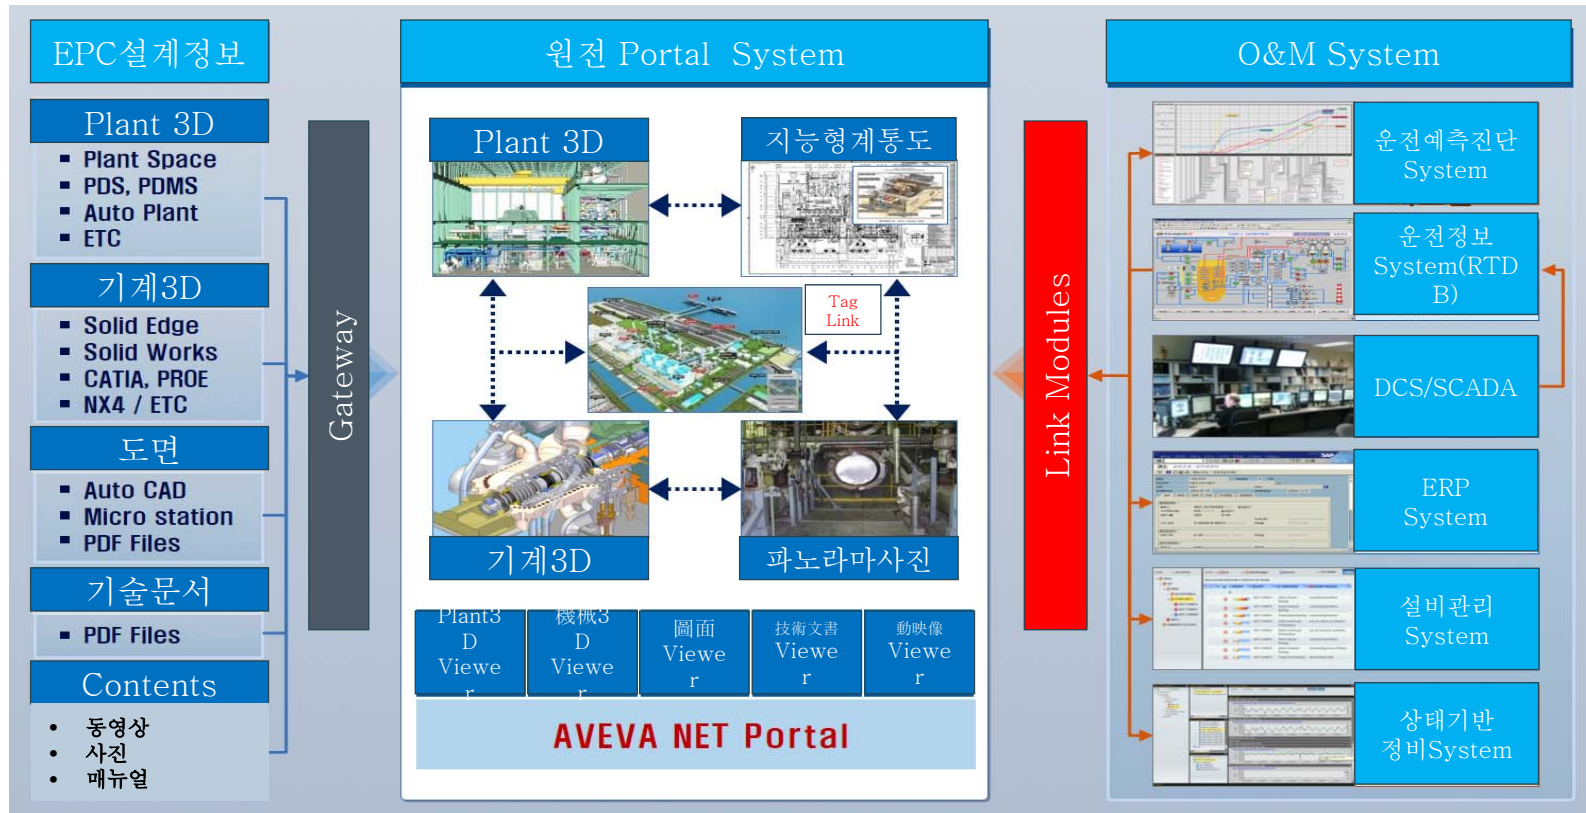 EPC설계정보
Plant 3D
▪ Plant Space
▪ PDS, PDMS
▪ Auto Plant
▪ ETC
기계3D
▪ Solid Edge
▪ Solid Works
▪ CATIA, PROE
▪ NX4 / ETC
도면
▪ Auto CAD
▪ Micro station
▪ PDF Files
기술문서
▪ PDF Files
Contents
• 동영상
• 사진
• 매뉴얼
Gateway
원전 Portal System
Plant 3D
지능형계통도
Tag
Link
기계3D
파노라마사진
Plant3
D
Viewe
r
機械3
D
Viewe
r
圖面
Viewe
r
技術文書
Viewe
r
動映像
Viewe
r
AVEVA NET Portal
Link Modules
O&M System
운전예측진단
System
운전정보
System(RTD
B)
DCS/SCADA
ERP
System
SAP
설비관리
System
상태기반
정비System